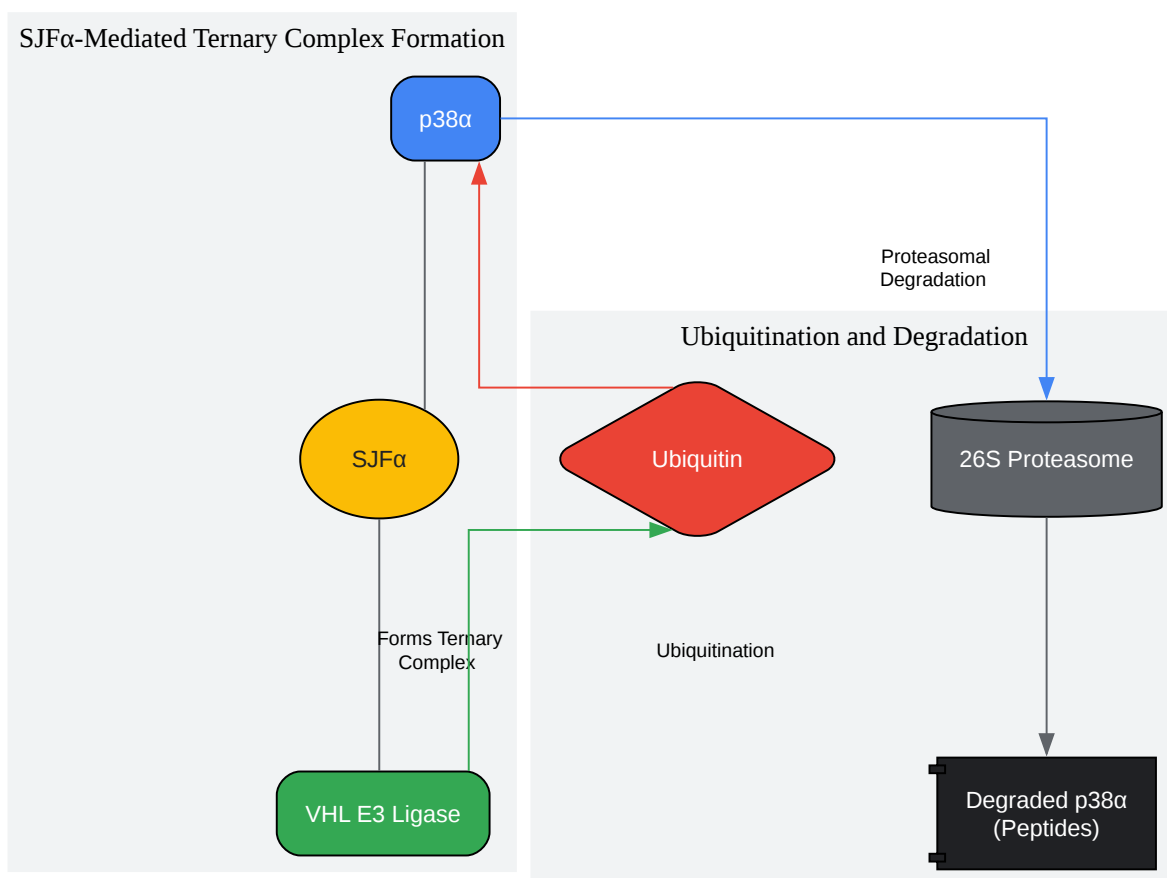 SJFα-Mediated Ternary Complex Formation
p38α
Proteasomal
Degradation
Ubiquitination and Degradation
SJFα
Ubiquitin
26S Proteasome
Forms Ternary
Complex
Ubiquitination
VHL E3 Ligase
Degraded p38α
(Peptides)